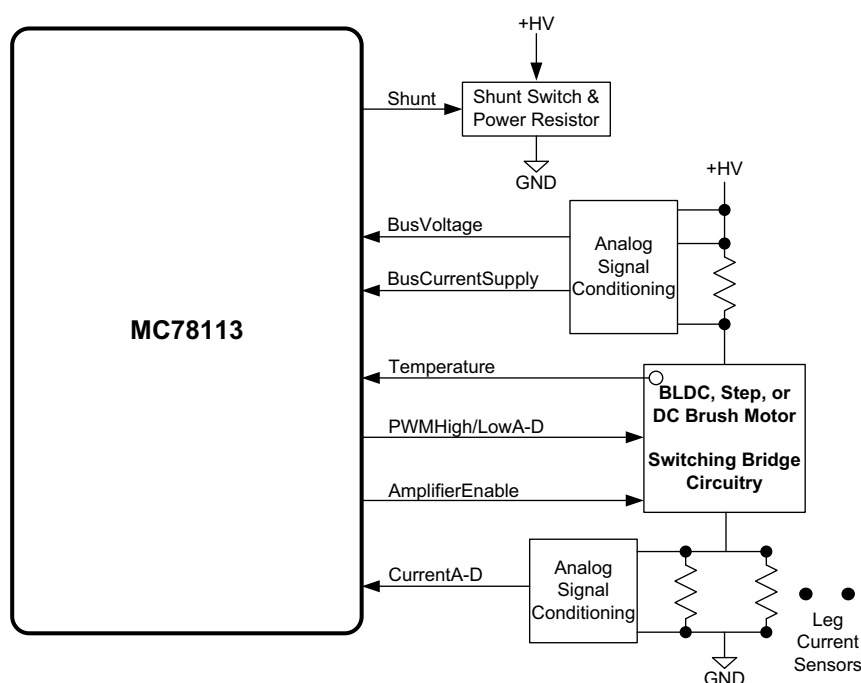 +HV
Shunt
Shunt Switch &
Power Resistor
GND
+HV
BusVoltage
Analog
Signal
Conditioning
BusCurrentSupply
MC78113
Temperature
BLDC, Step, or
DC Brush Motor
PWMHigh/LowA-D
Switching Bridge
Circuitry
AmplifierEnable
CurrentA-D
Analog
Signal
Conditioning
Leg
Current
Sensors
GND